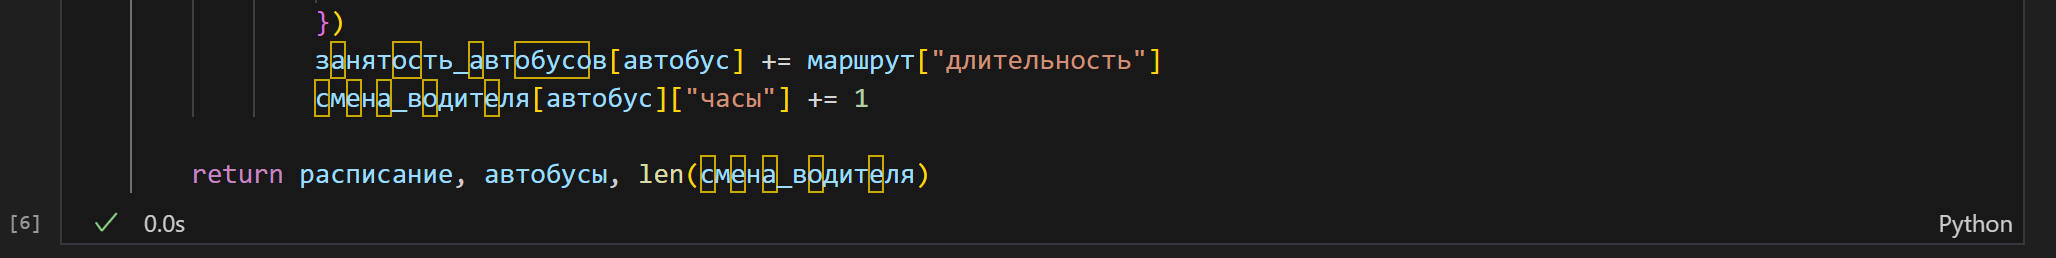 })
занятость_автобусов[автобус] += маршрут["длительность"]
смена_водителя[автобус]["часы"] += 1
return расписание, автобусы, len(смена_водителя)
[6]
0.0s
Python